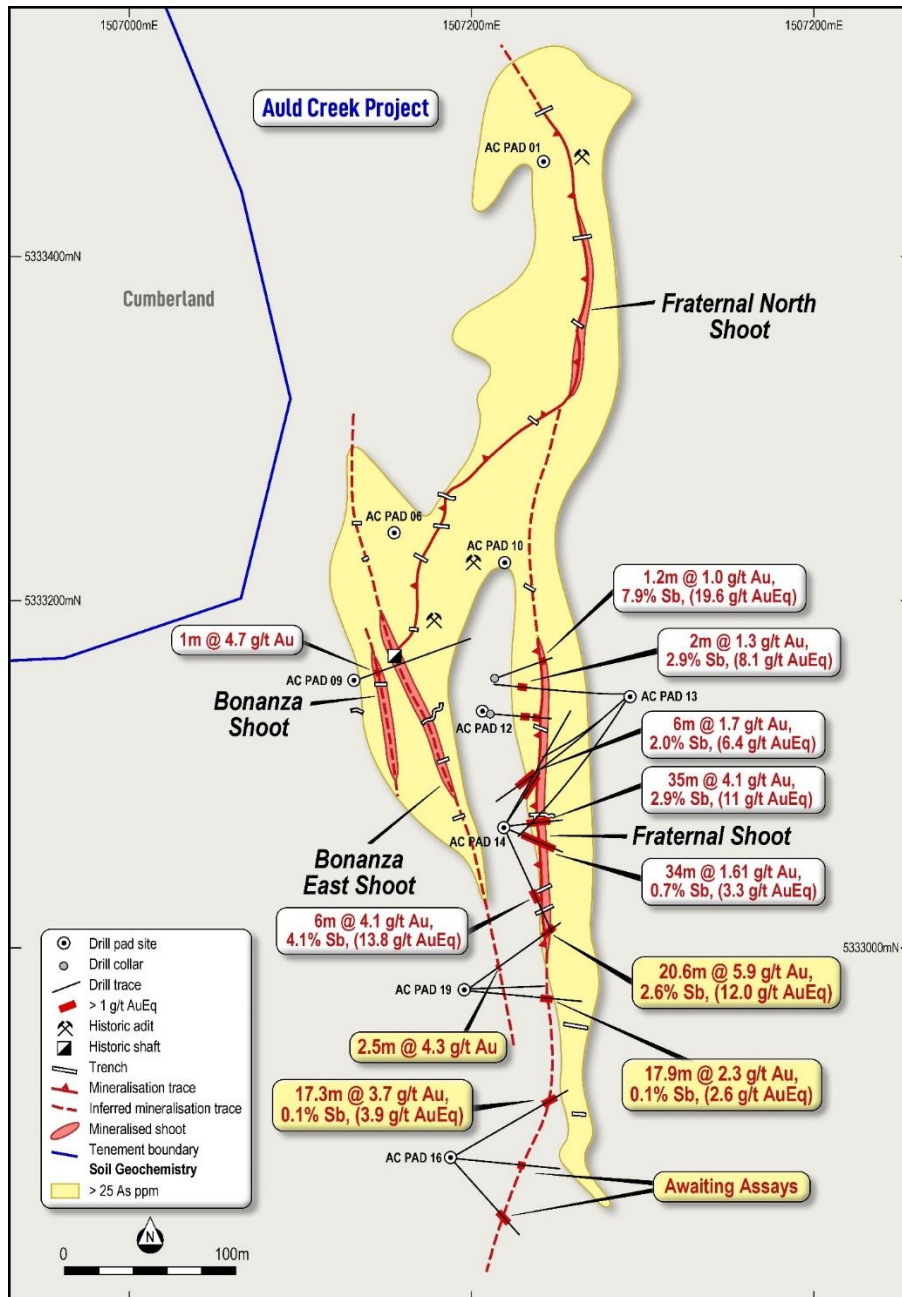 1507000mE
1507200mE
1507200mE
Auld Creek Project
AC PAD 01
5333400mN
Cumberland
Fraternal North
Shoot
AC PAD 06
AC PAD 10
5333200mN
1.2m @ 1.0 g/t Au,
7.9% Sb, (19.6 g/t AuEq)
1m @ 4.7 g/t Au
2m @ 1.3 g/t Au,
2.9% Sb, (8.1 g/t AuEq)
AC PAD 09
AC PAD 13
Bonanza
Shoot
AC PAD 12
6m @ 1.7 g/t Au,
2.0% Sb, (6.4 g/t AuEq)
35m @ 4.1 g/t Au,
2.9% Sb, (11 g/t AuEq)
AC PAD 14
Fraternal Shoot
Bonanza
East Shoot
34m @ 1.61 g/t Au,
0.7% Sb, (3.3 g/t AuEq)
6m @ 4.1 g/t Au,
4.1% Sb, (13.8 g/t AuEq)
5333000mN
20.6m @ 5.9 g/t Au,
2.6% Sb, (12.0 g/t AuEq)
AC PAD 19
2.5m @ 4.3 g/t Au
17.9m @ 2.3 g/t Au,
0.1% Sb, (2.6 g/t AuEq)
17.3m @ 3.7 g/t Au,
0.1% Sb, (3.9 g/t AuEq)
AC PAD 16
Awaiting Assays
Drill pad site
Drill collar
Drill trace
> 1 g/t AuEq
Historic adit
Historic shaft
Trench
Mineralisation trace
Inferred mineralisation trace
Mineralised shoot
Tenement boundary
Soil Geochemistry
> 25 As ppm
N
0
100m